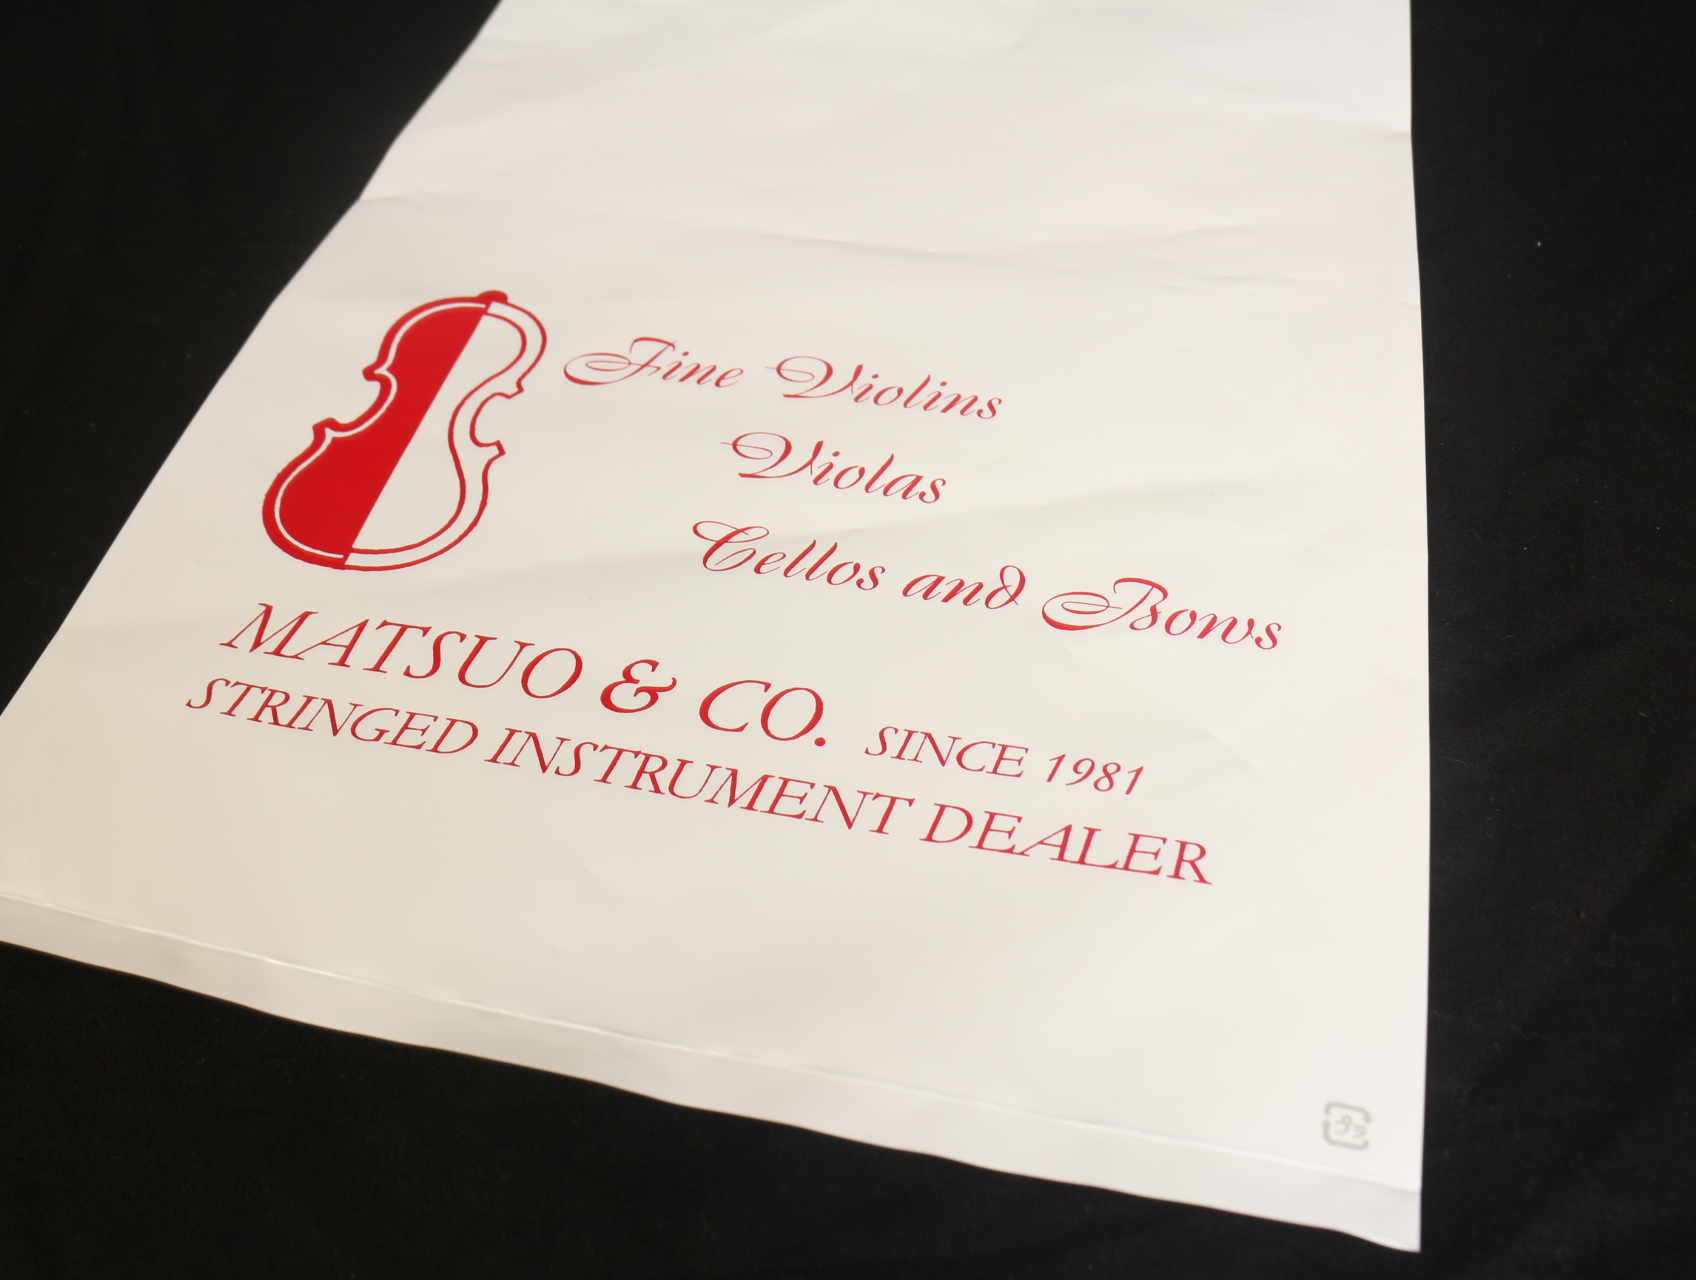 Fine Violins
Violas
Cellos and Bows
MATSUO & CO. SINCE 1981
STRINGED INSTRUMENT DEALER